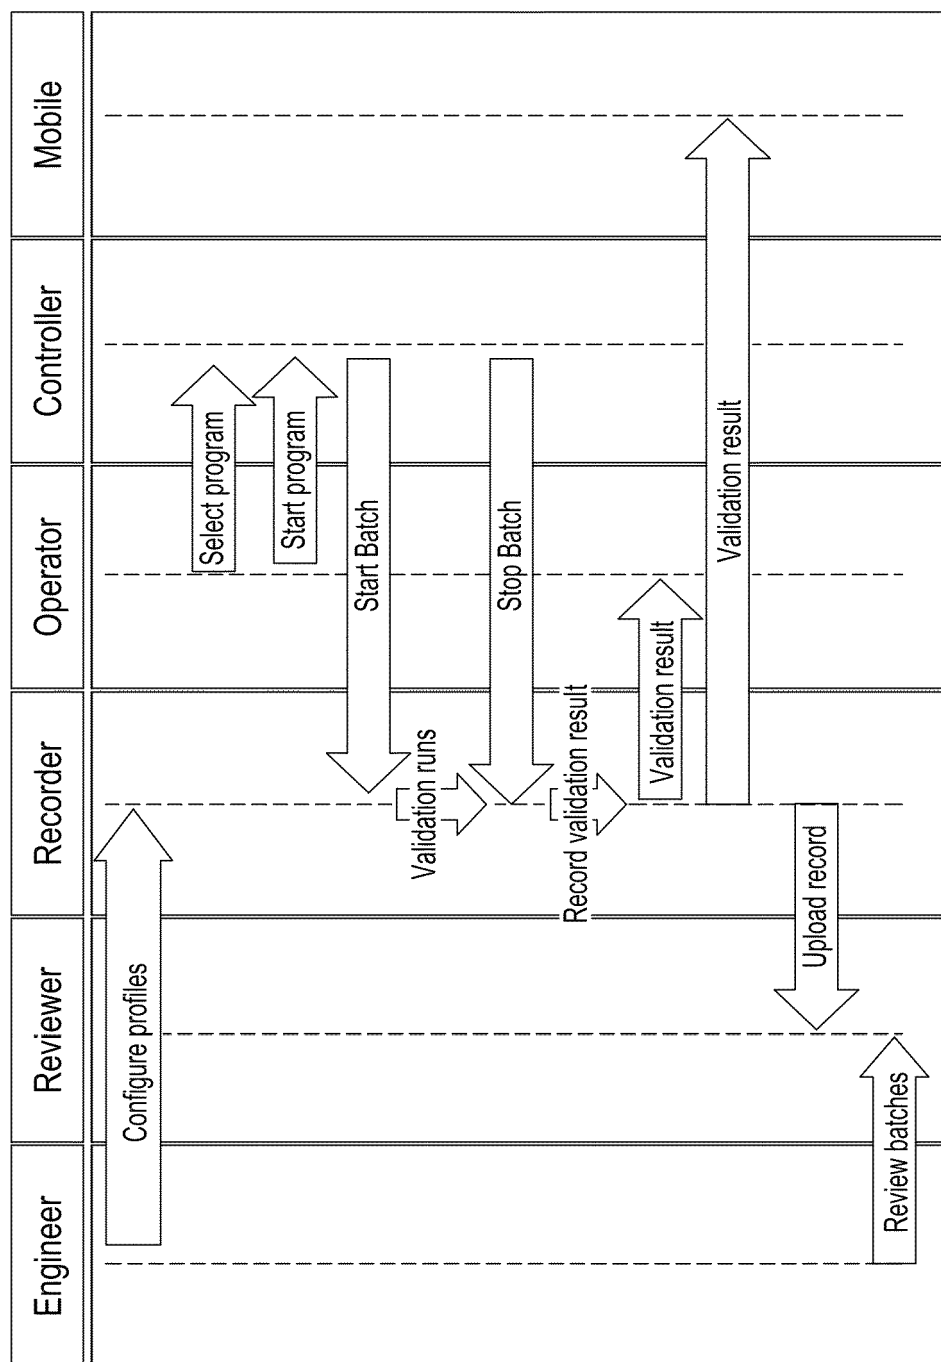 Engineer
Reviewer
Recorder
Operator
Controller
Mobile
Configure profiles
Select program
Start program
Start Batch
Validation runs
Stop Batch
Record validation result
Validation result
Validation result
Upload record
Review batches